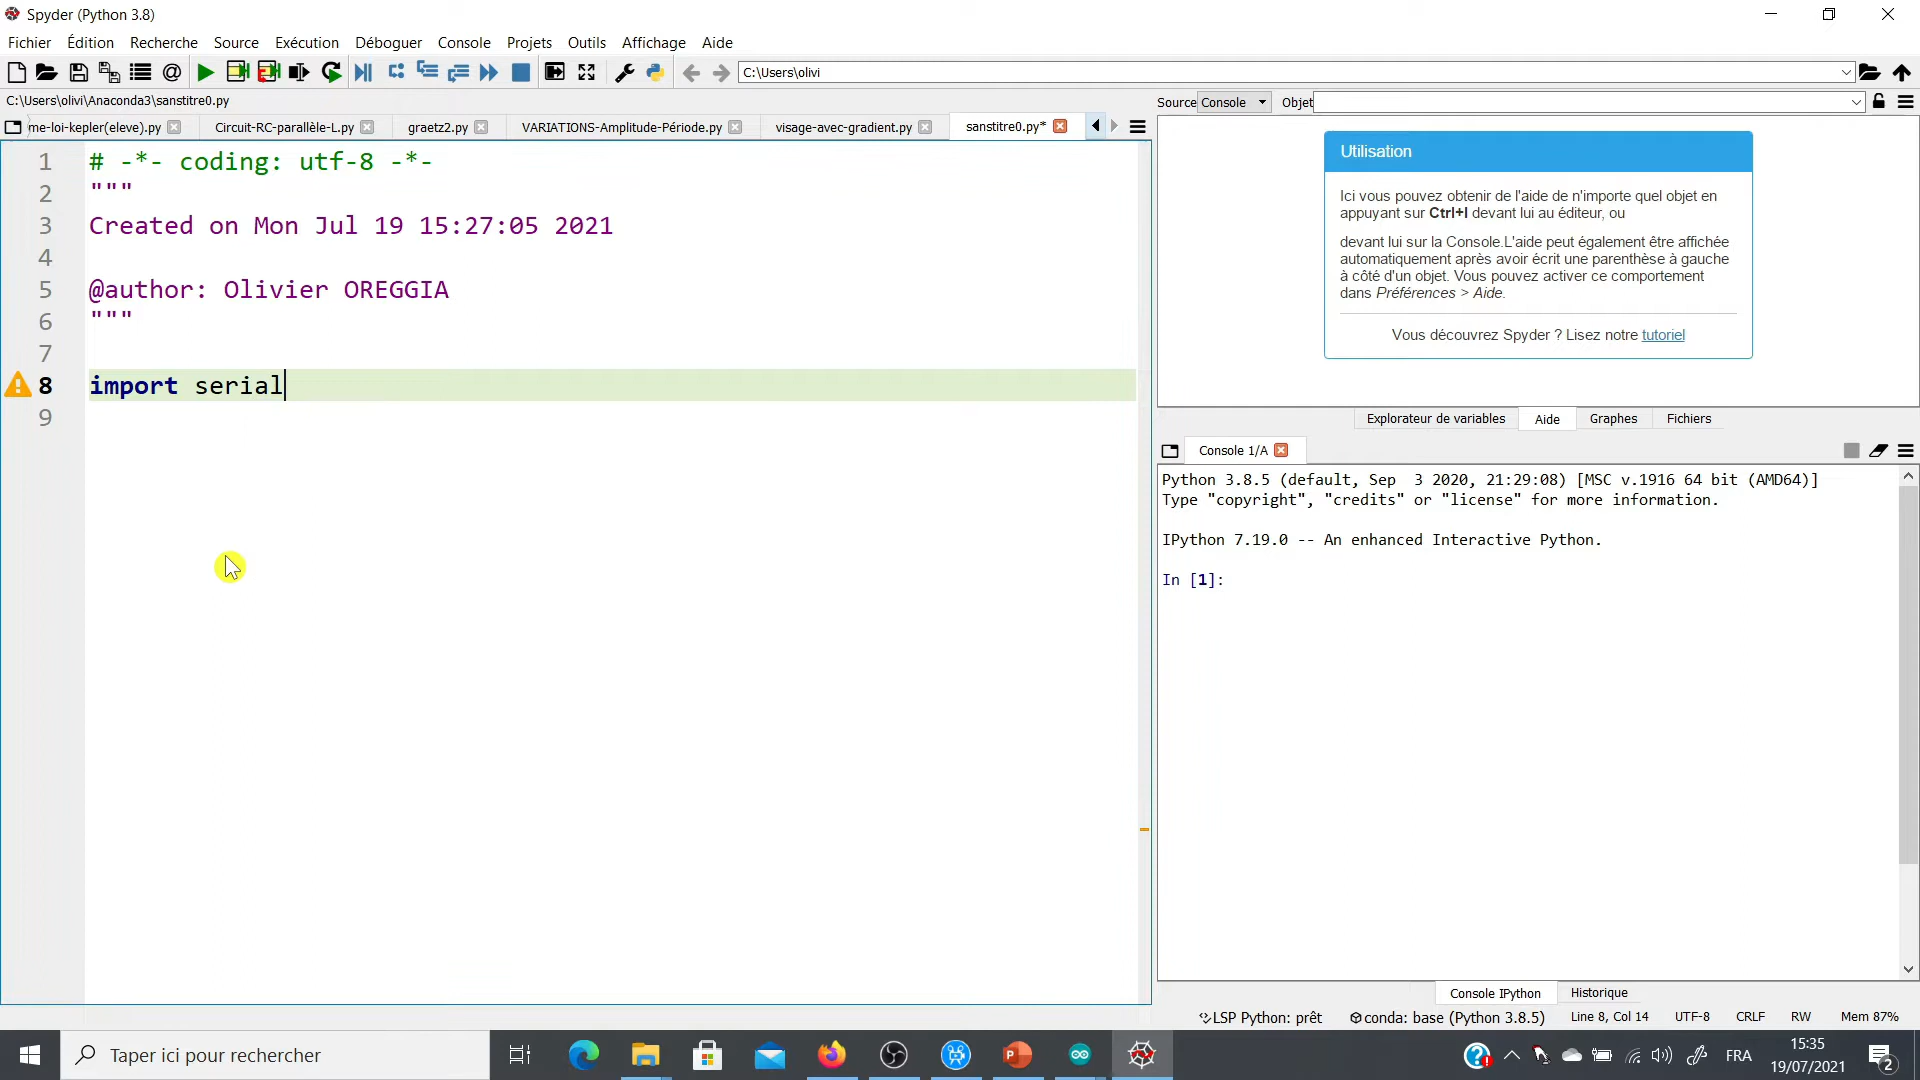 Spyder (Python 3.8)
Fichier Édition Recherche Source Exécution Déboguer Console Projets Outils Affichage Aide
C:\Users\olivi
C:\Users\olivi\Anaconda3\sanstitre0.py
Source Console Objet
me-loi-kepler(eleve).py Circuit-RC-parallèle-L.py graetz2.py VARIATIONS-Amplitude-Période.py visage-avec-gradient.py sanstitre0.py*
1 # -*- coding: utf-8 -*-
2 """
3 Created on Mon Jul 19 15:27:05 2021
4
5 @author: Olivier OREGGIA
6 """
7
8 import serial
9
Utilisation
Ici vous pouvez obtenir de l'aide de n'importe quel objet en
appuyant sur Ctrl+I devant lui au éditeur, ou
devant lui sur la Console.L'aide peut également être affichée
automatiquement après avoir écrit une parenthèse à gauche
à côté d'un objet. Vous pouvez activer ce comportement
dans Préférences > Aide.
Vous découvrez Spyder ? Lisez notre tutoriel
Explorateur de variables Aide Graphes Fichiers
Console 1/A
Python 3.8.5 (default, Sep  3 2020, 21:29:08) [MSC v.1916 64 bit (AMD64)]
Type "copyright", "credits" or "license" for more information.
IPython 7.19.0 -- An enhanced Interactive Python.
In [1]:
Console IPython Historique
LSP Python: prêt conda: base (Python 3.8.5) Line 8, Col 14 UTF-8 CRLF RW Mem 87%
Taper ici pour rechercher
FRA
15:35
19/07/2021
2